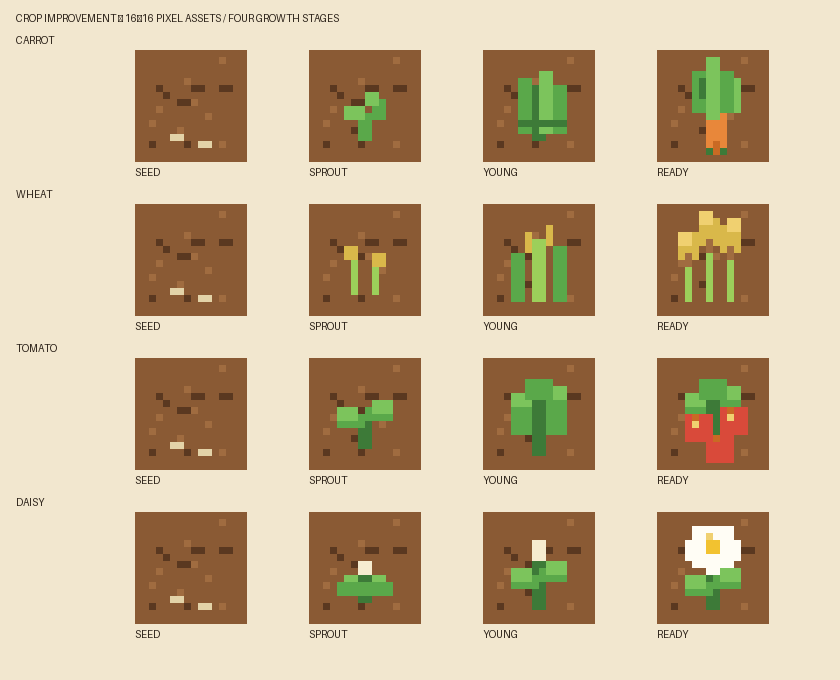 CROP IMPROVEMENT▯ 16▯16 PIXEL ASSETS / FOUR GROWTH STAGES
CARROT
SEED SPROUT YOUNG READY
WHEAT
SEED SPROUT YOUNG READY
TOMATO
SEED SPROUT YOUNG READY
DAISY
SEED SPROUT YOUNG READY